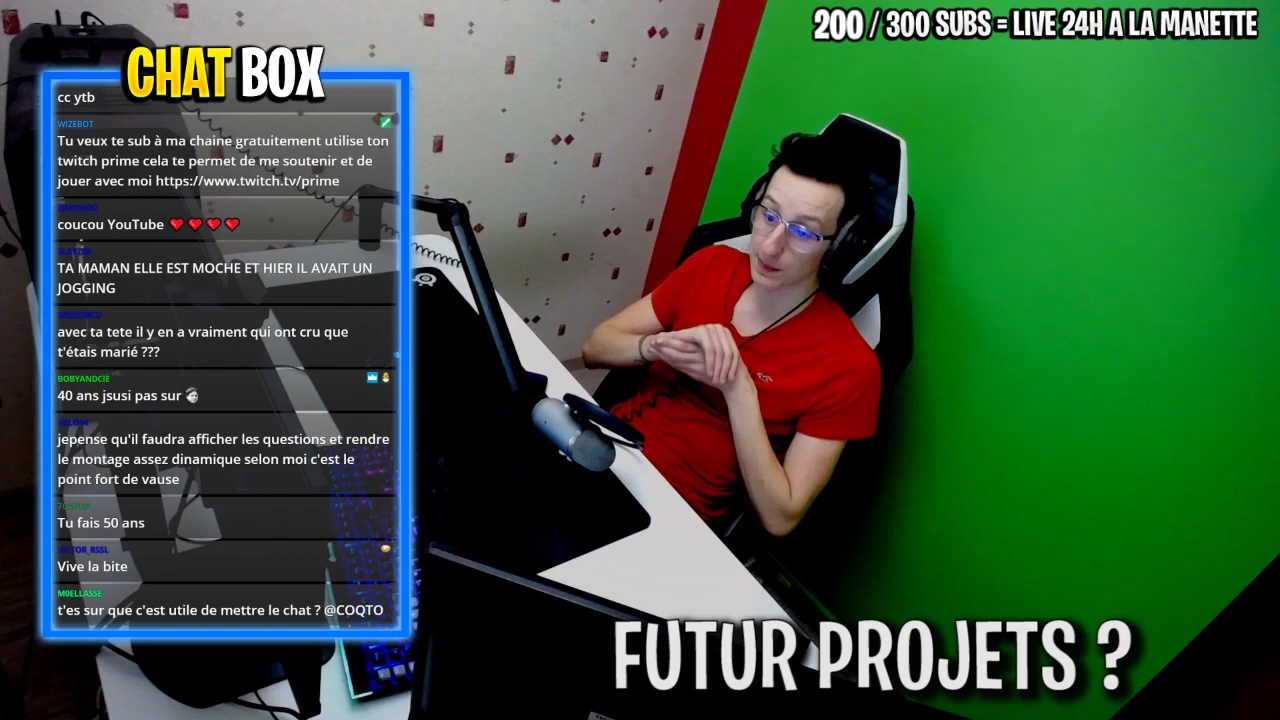 200 / 300 SUBS = LIVE 24H A LA MANETTE
CHAT BOX
cc ytb
WIZEBOT
Tu veux te sub à ma chaine gratuitement utilise ton
twitch prime cela te permet de me soutenir et de
jouer avec moi https://www.twitch.tv/prime
coucou YouTube ❤❤❤❤
TA MAMAN ELLE EST MOCHE ET HIER IL AVAIT UN
JOGGING
avec ta tete il y en a vraiment qui ont cru que
t'étais marié ???
BOBYANDCIE
40 ans jsusi pas sur
jepense qu'il faudra afficher les questions et rendre
le montage assez dinamique selon moi c'est le
point fort de vause
Tu fais 50 ans
Vive la bite
M0ELLASSE
t'es sur que c'est utile de mettre le chat ? @COQTO
FUTUR PROJETS ?